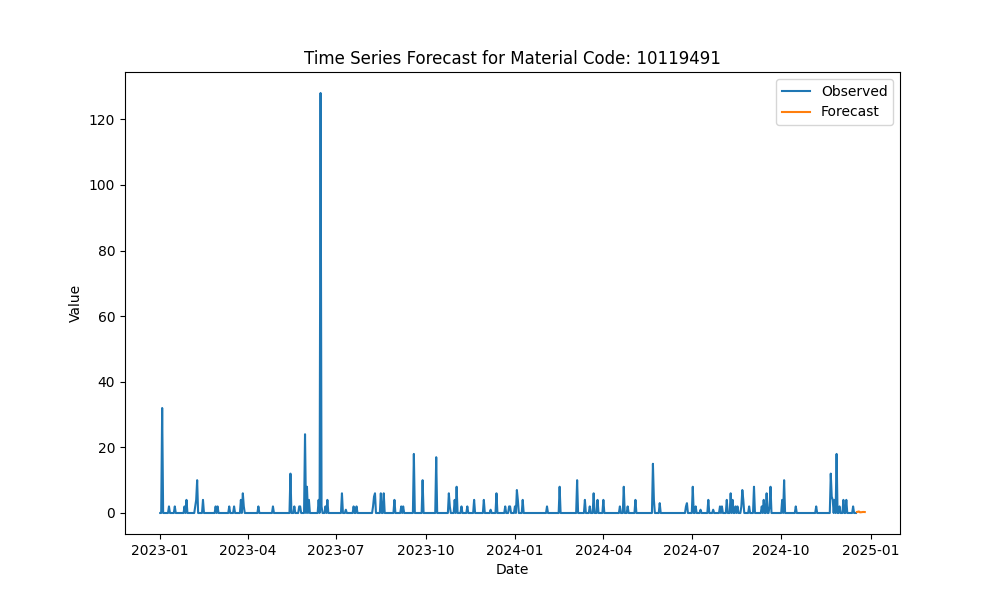 Time Series Forecast for Material Code: 10119491
Observed
Forecast
Value
120
100
80
60
40
20
0
2023-01 2023-04 2023-07 2023-10 2024-01 2024-04 2024-07 2024-10 2025-01
Date